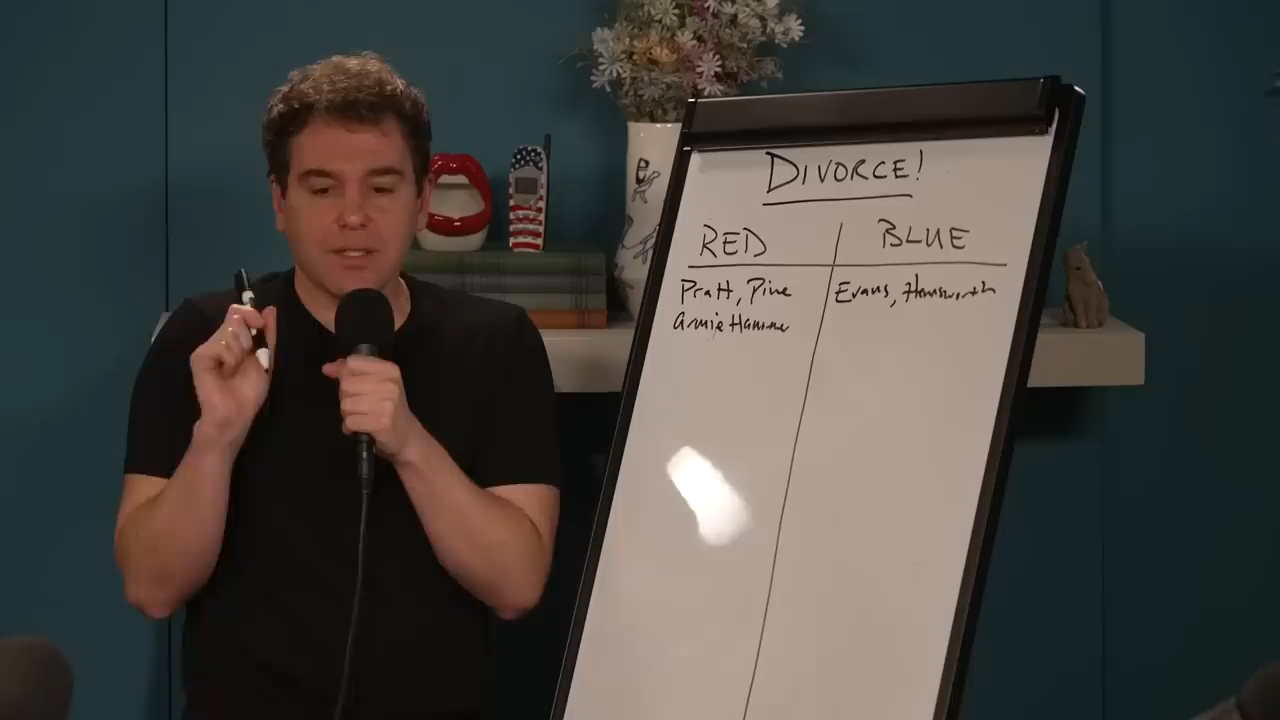 DIVORCE!
RED
BLUE
Pratt, Pine
Evans, Hemsworth
Armie Hammer